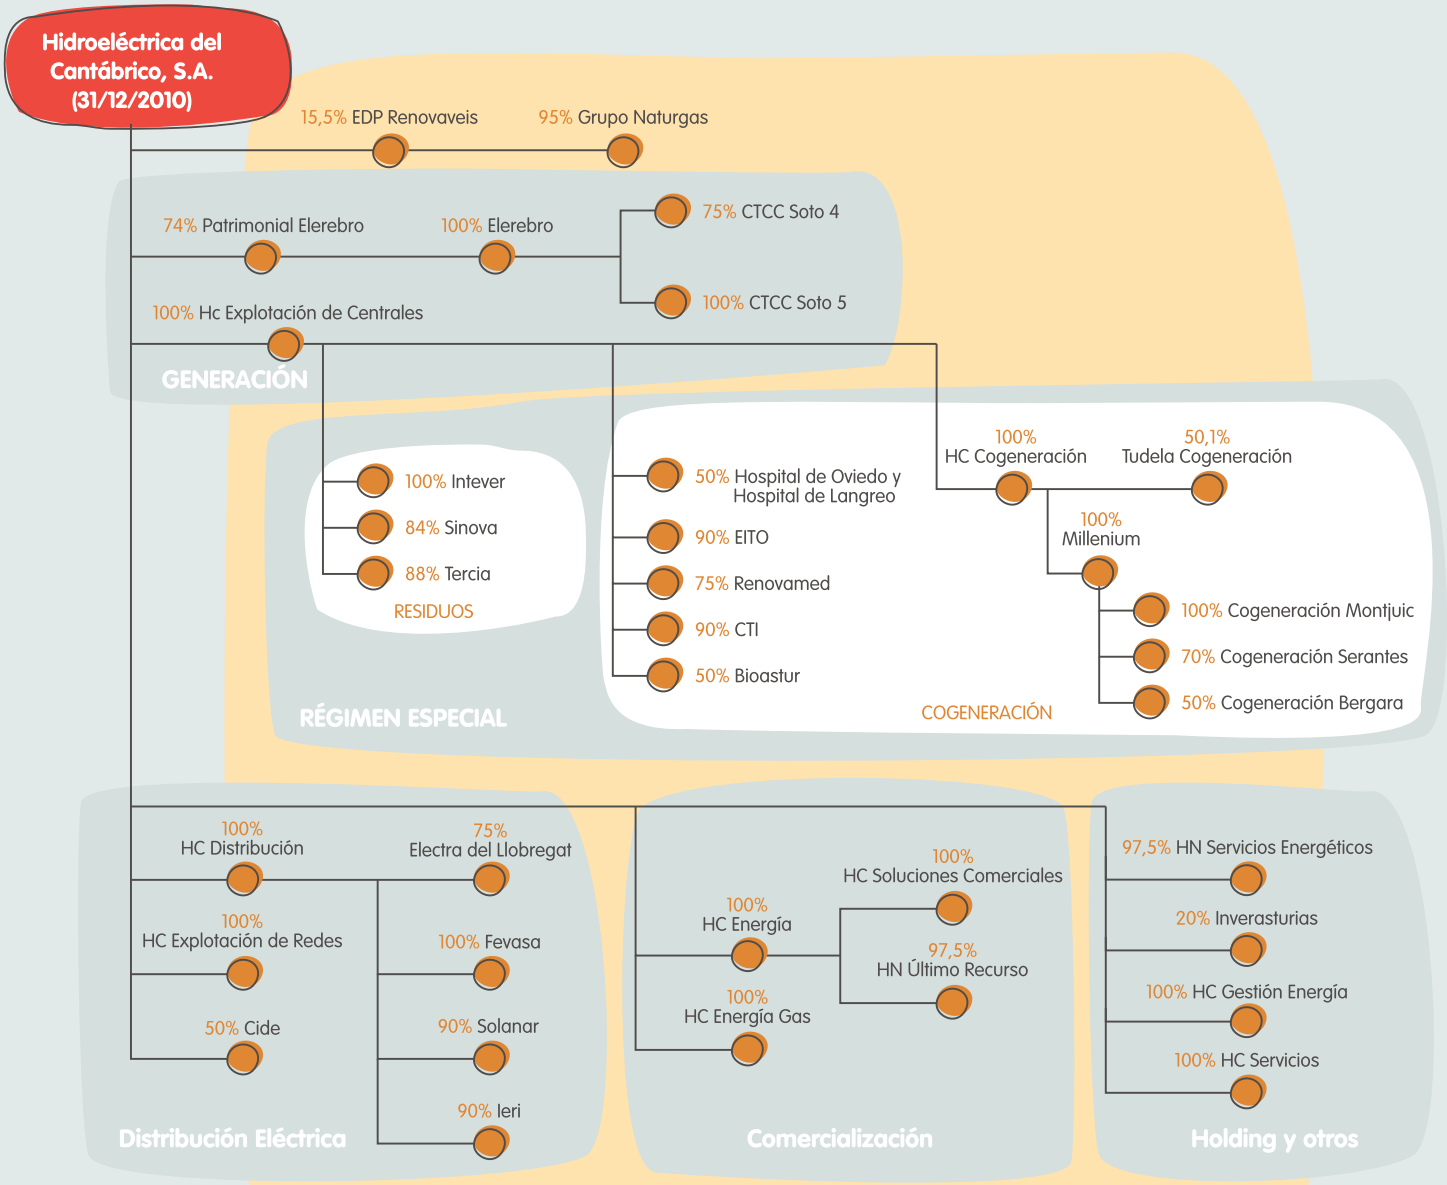 Hidroeléctrica del
Cantábrico, S.A.
(31/12/2010)
15,5% EDP Renovaveis
95% Grupo Naturgas
74% Patrimonial Elerebro
100% Elerebro
75% CTCC Soto 4
100% CTCC Soto 5
100% Hc Explotación de Centrales
GENERACIÓN
100% Intever
84% Sinova
88% Tercia
RESIDUOS
50% Hospital de Oviedo y
Hospital de Langreo
90% EITO
75% Renovamed
90% CTI
50% Bioastur
100%
HC Cogeneración
50,1%
Tudela Cogeneración
100%
Millenium
100% Cogeneración Montjuic
70% Cogeneración Serantes
50% Cogeneración Bergara
COGENERACIÓN
RÉGIMEN ESPECIAL
100%
HC Distribución
75%
Electra del Llobregat
100%
HC Explotación de Redes
100% Fevasa
50% Cide
90% Solanar
90% Ieri
Distribución Eléctrica
100%
HC Energía
100%
HC Soluciones Comerciales
97,5%
HN Último Recurso
100%
HC Energía Gas
Comercialización
97,5% HN Servicios Energéticos
20% Inverasturias
100% HC Gestión Energía
100% HC Servicios
Holding y otros